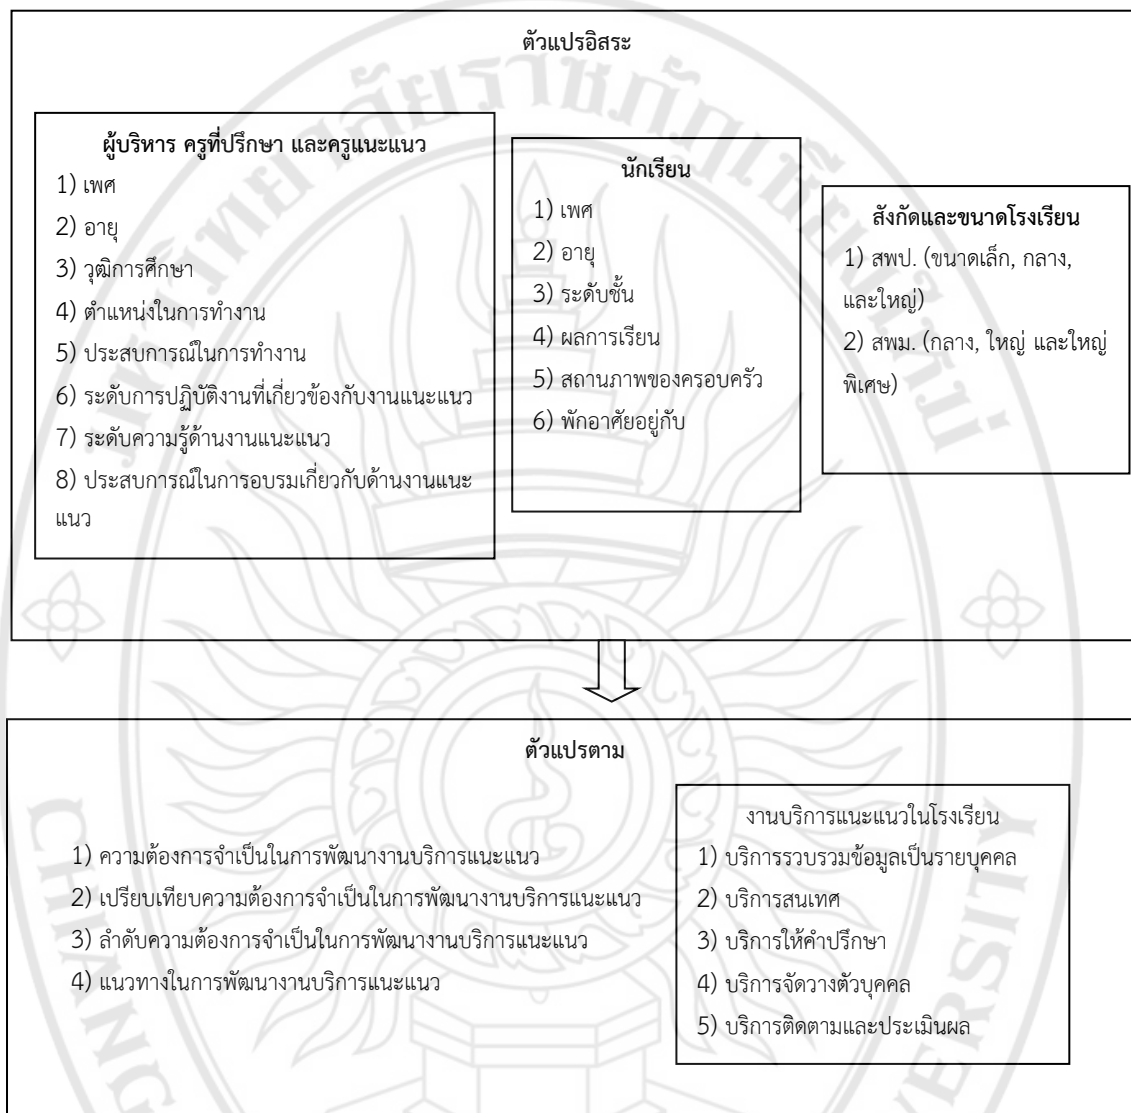 ตัวแปรอิสระ
ผู้บริหาร ครูที่ปรึกษา และครูแนะแนว
1) เพศ
2) อายุ
3) วุฒิการศึกษา
4) ตำแหน่งในการทำงาน
5) ประสบการณ์ในการทำงาน
6) ระดับการปฏิบัติงานที่เกี่ยวข้องกับงานแนะแนว
7) ระดับความรู้ด้านงานแนะแนว
8) ประสบการณ์ในการอบรมเกี่ยวกับด้านงานแนะ
แนว
นักเรียน
1) เพศ
2) อายุ
3) ระดับชั้น
4) ผลการเรียน
5) สถานภาพของครอบครัว
6) พักอาศัยอยู่กับ
สังกัดและขนาดโรงเรียน
1) สพป. (ขนาดเล็ก, กลาง,
และใหญ่)
2) สพม. (กลาง, ใหญ่ และใหญ่
พิเศษ)
ตัวแปรตาม
1) ความต้องการจำเป็นในการพัฒนางานบริการแนะแนว
2) เปรียบเทียบความต้องการจำเป็นในการพัฒนางานบริการแนะแนว
3) ลำดับความต้องการจำเป็นในการพัฒนางานบริการแนะแนว
4) แนวทางในการพัฒนางานบริการแนะแนว
งานบริการแนะแนวในโรงเรียน
1) บริการรวบรวมข้อมูลเป็นรายบุคคล
2) บริการสนเทศ
3) บริการให้คำปรึกษา
4) บริการจัดวางตัวบุคคล
5) บริการติดตามและประเมินผล
มหาวิทยาลัยราชภัฏเชียงใหม่